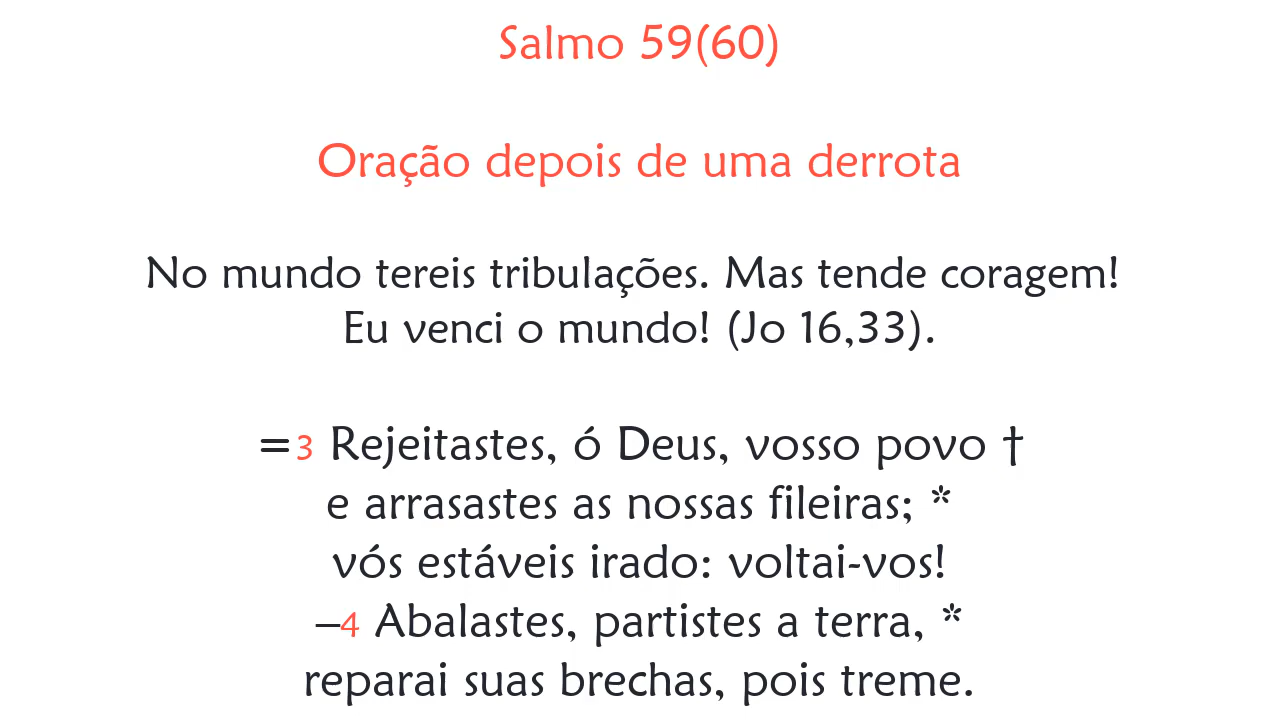 Salmo 59(60)
Oração depois de uma derrota
No mundo tereis tribulações. Mas tende coragem!
Eu venci o mundo! (Jo 16,33).
=3 Rejeitastes, ó Deus, vosso povo †
e arrasastes as nossas fileiras; *
vós estáveis irado: voltai-vos!
–4 Abalastes, partistes a terra, *
reparai suas brechas, pois treme.